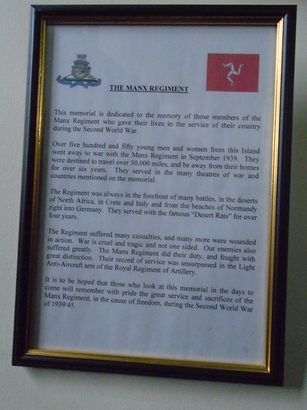 THE MANX REGIMENT
This memorial is dedicated to the memory of those members of the
Manx Regiment who gave their lives in the service of their country
during the Second World War.
Over five hundred and fifty young men and women from this Island
went away to war with the Manx Regiment in September 1939. They
were destined to travel over 30,000 miles, and be away from their homes
for over six years. They served in the many theatres of war and
countries mentioned on the memorial.
The Regiment was always in the forefront of many battles, in the deserts
of North Africa, in Crete and Italy and from the beaches of Normandy
right into Germany. They served with the famous "Desert Rats" for over
four years.
The Regiment suffered many casualties, and many more were wounded
in action. War is cruel and tragic and not one sided. Our enemies also
suffered greatly. The Manx Regiment did their duty, and fought with
great distinction. Their record of service was unsurpassed in the Light
Anti-Aircraft arm of the Royal Regiment of Artillery.
It is to be hoped that those who look at this memorial in the days to
come will remember with pride the great service and sacrifices of the
Manx Regiment, in the cause of freedom, during the Second World War
of 1939/45.